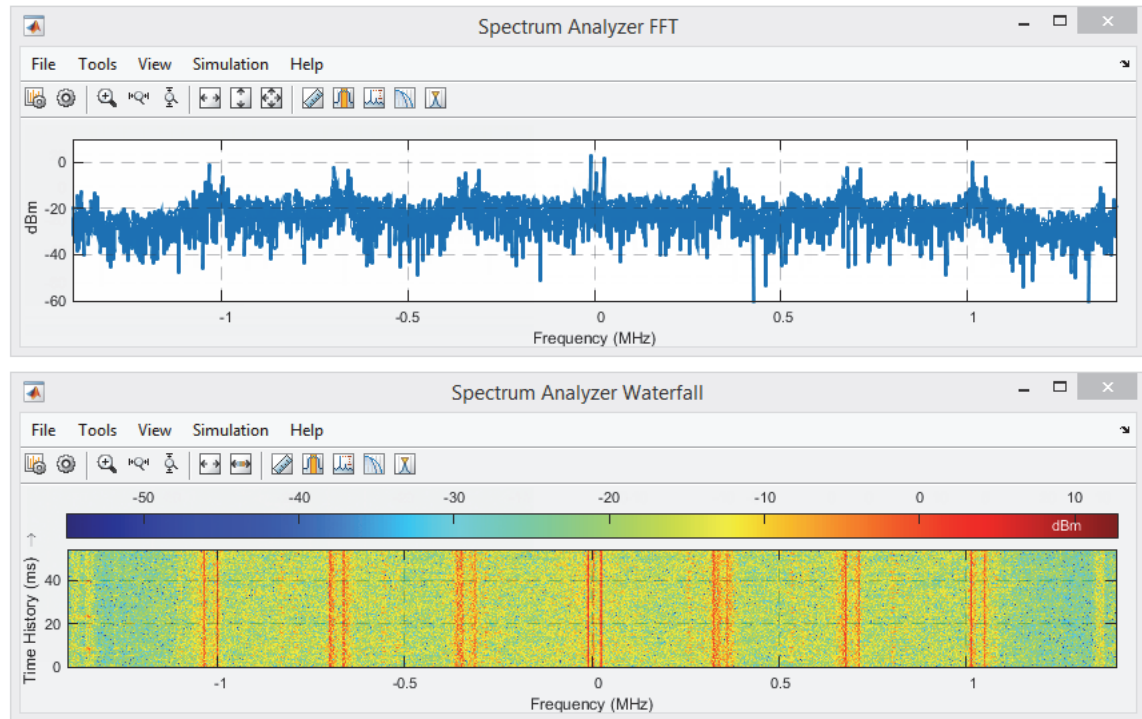 Spectrum Analyzer FFT
File Tools View Simulation Help
0
-20
-40
-60
dBm
-1 -0.5 0 0.5 1
Frequency (MHz)
Spectrum Analyzer Waterfall
File Tools View Simulation Help
-50 -40 -30 -20 -10 0 10
dBm
Time History (ms)
40
20
0
-1 -0.5 0 0.5 1
Frequency (MHz)